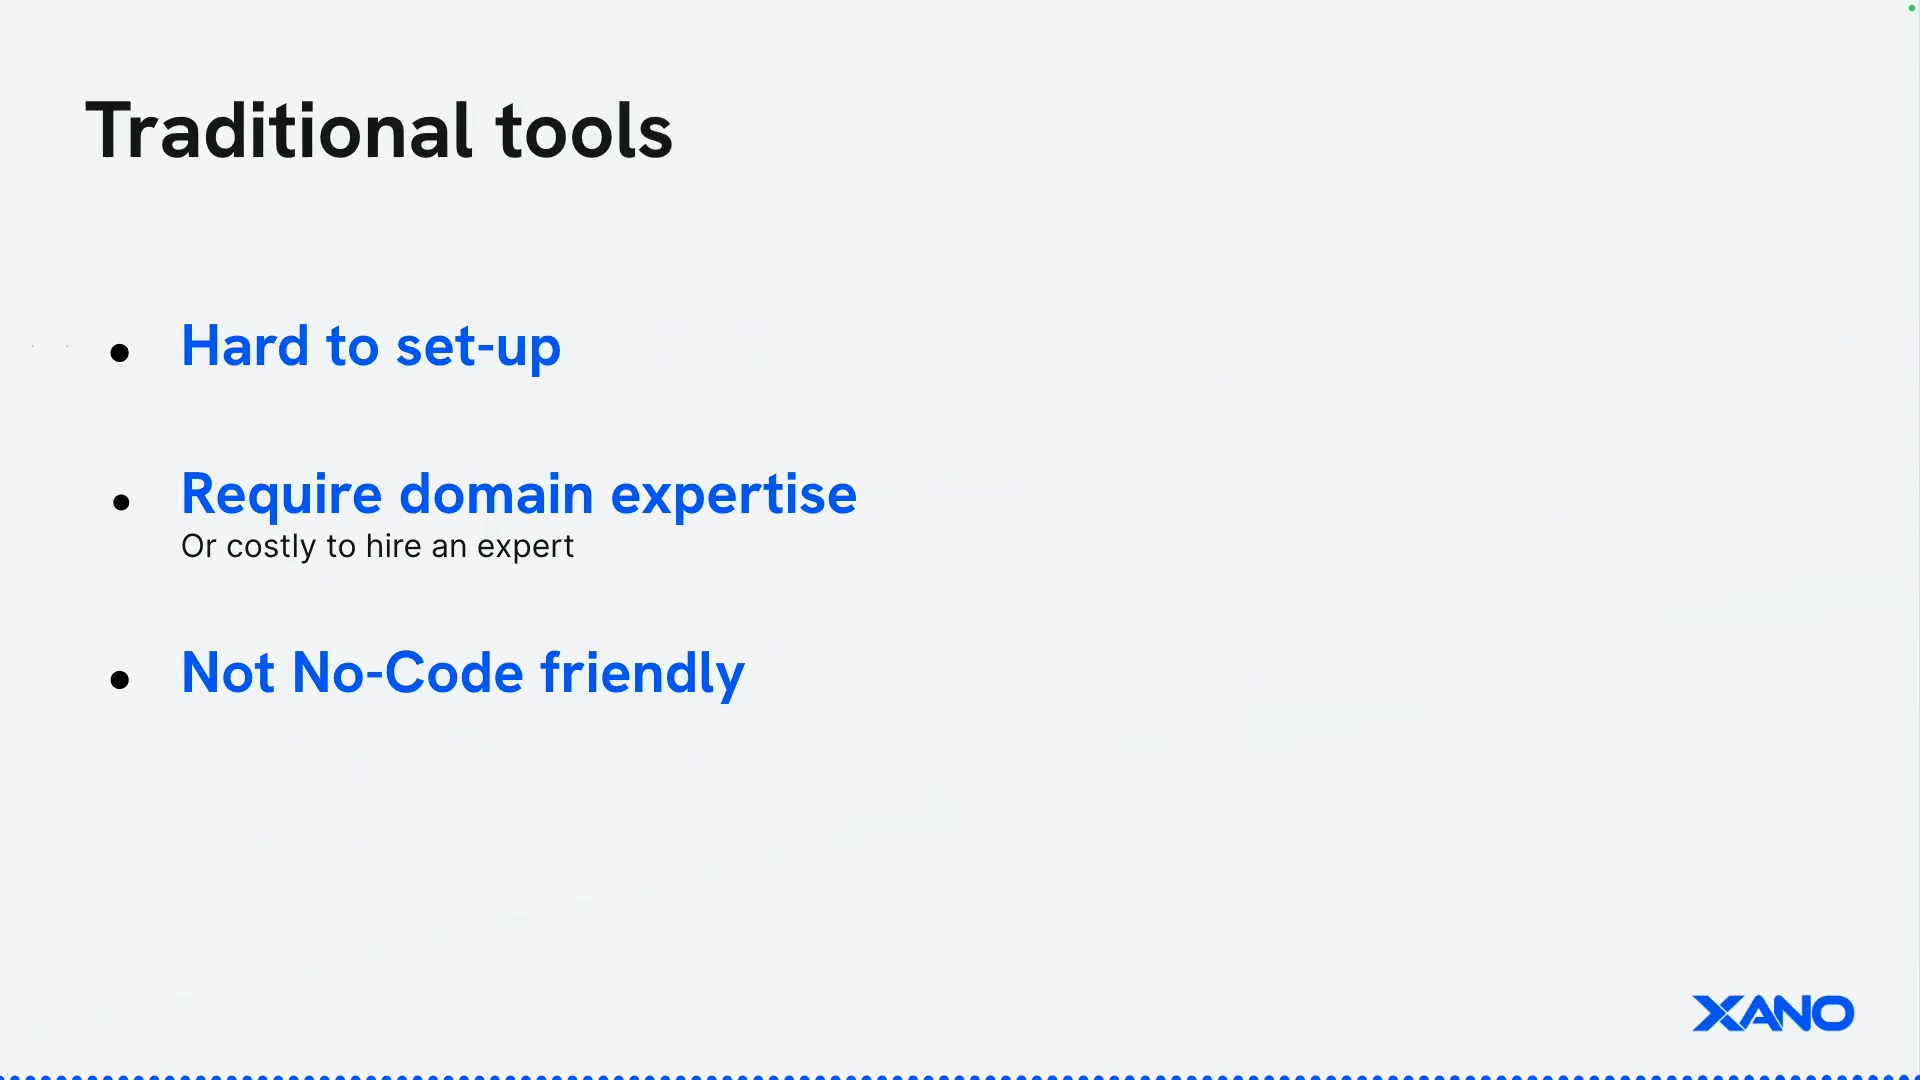 Traditional tools
• Hard to set-up
• Require domain expertise
Or costly to hire an expert
• Not No-Code friendly
XANO